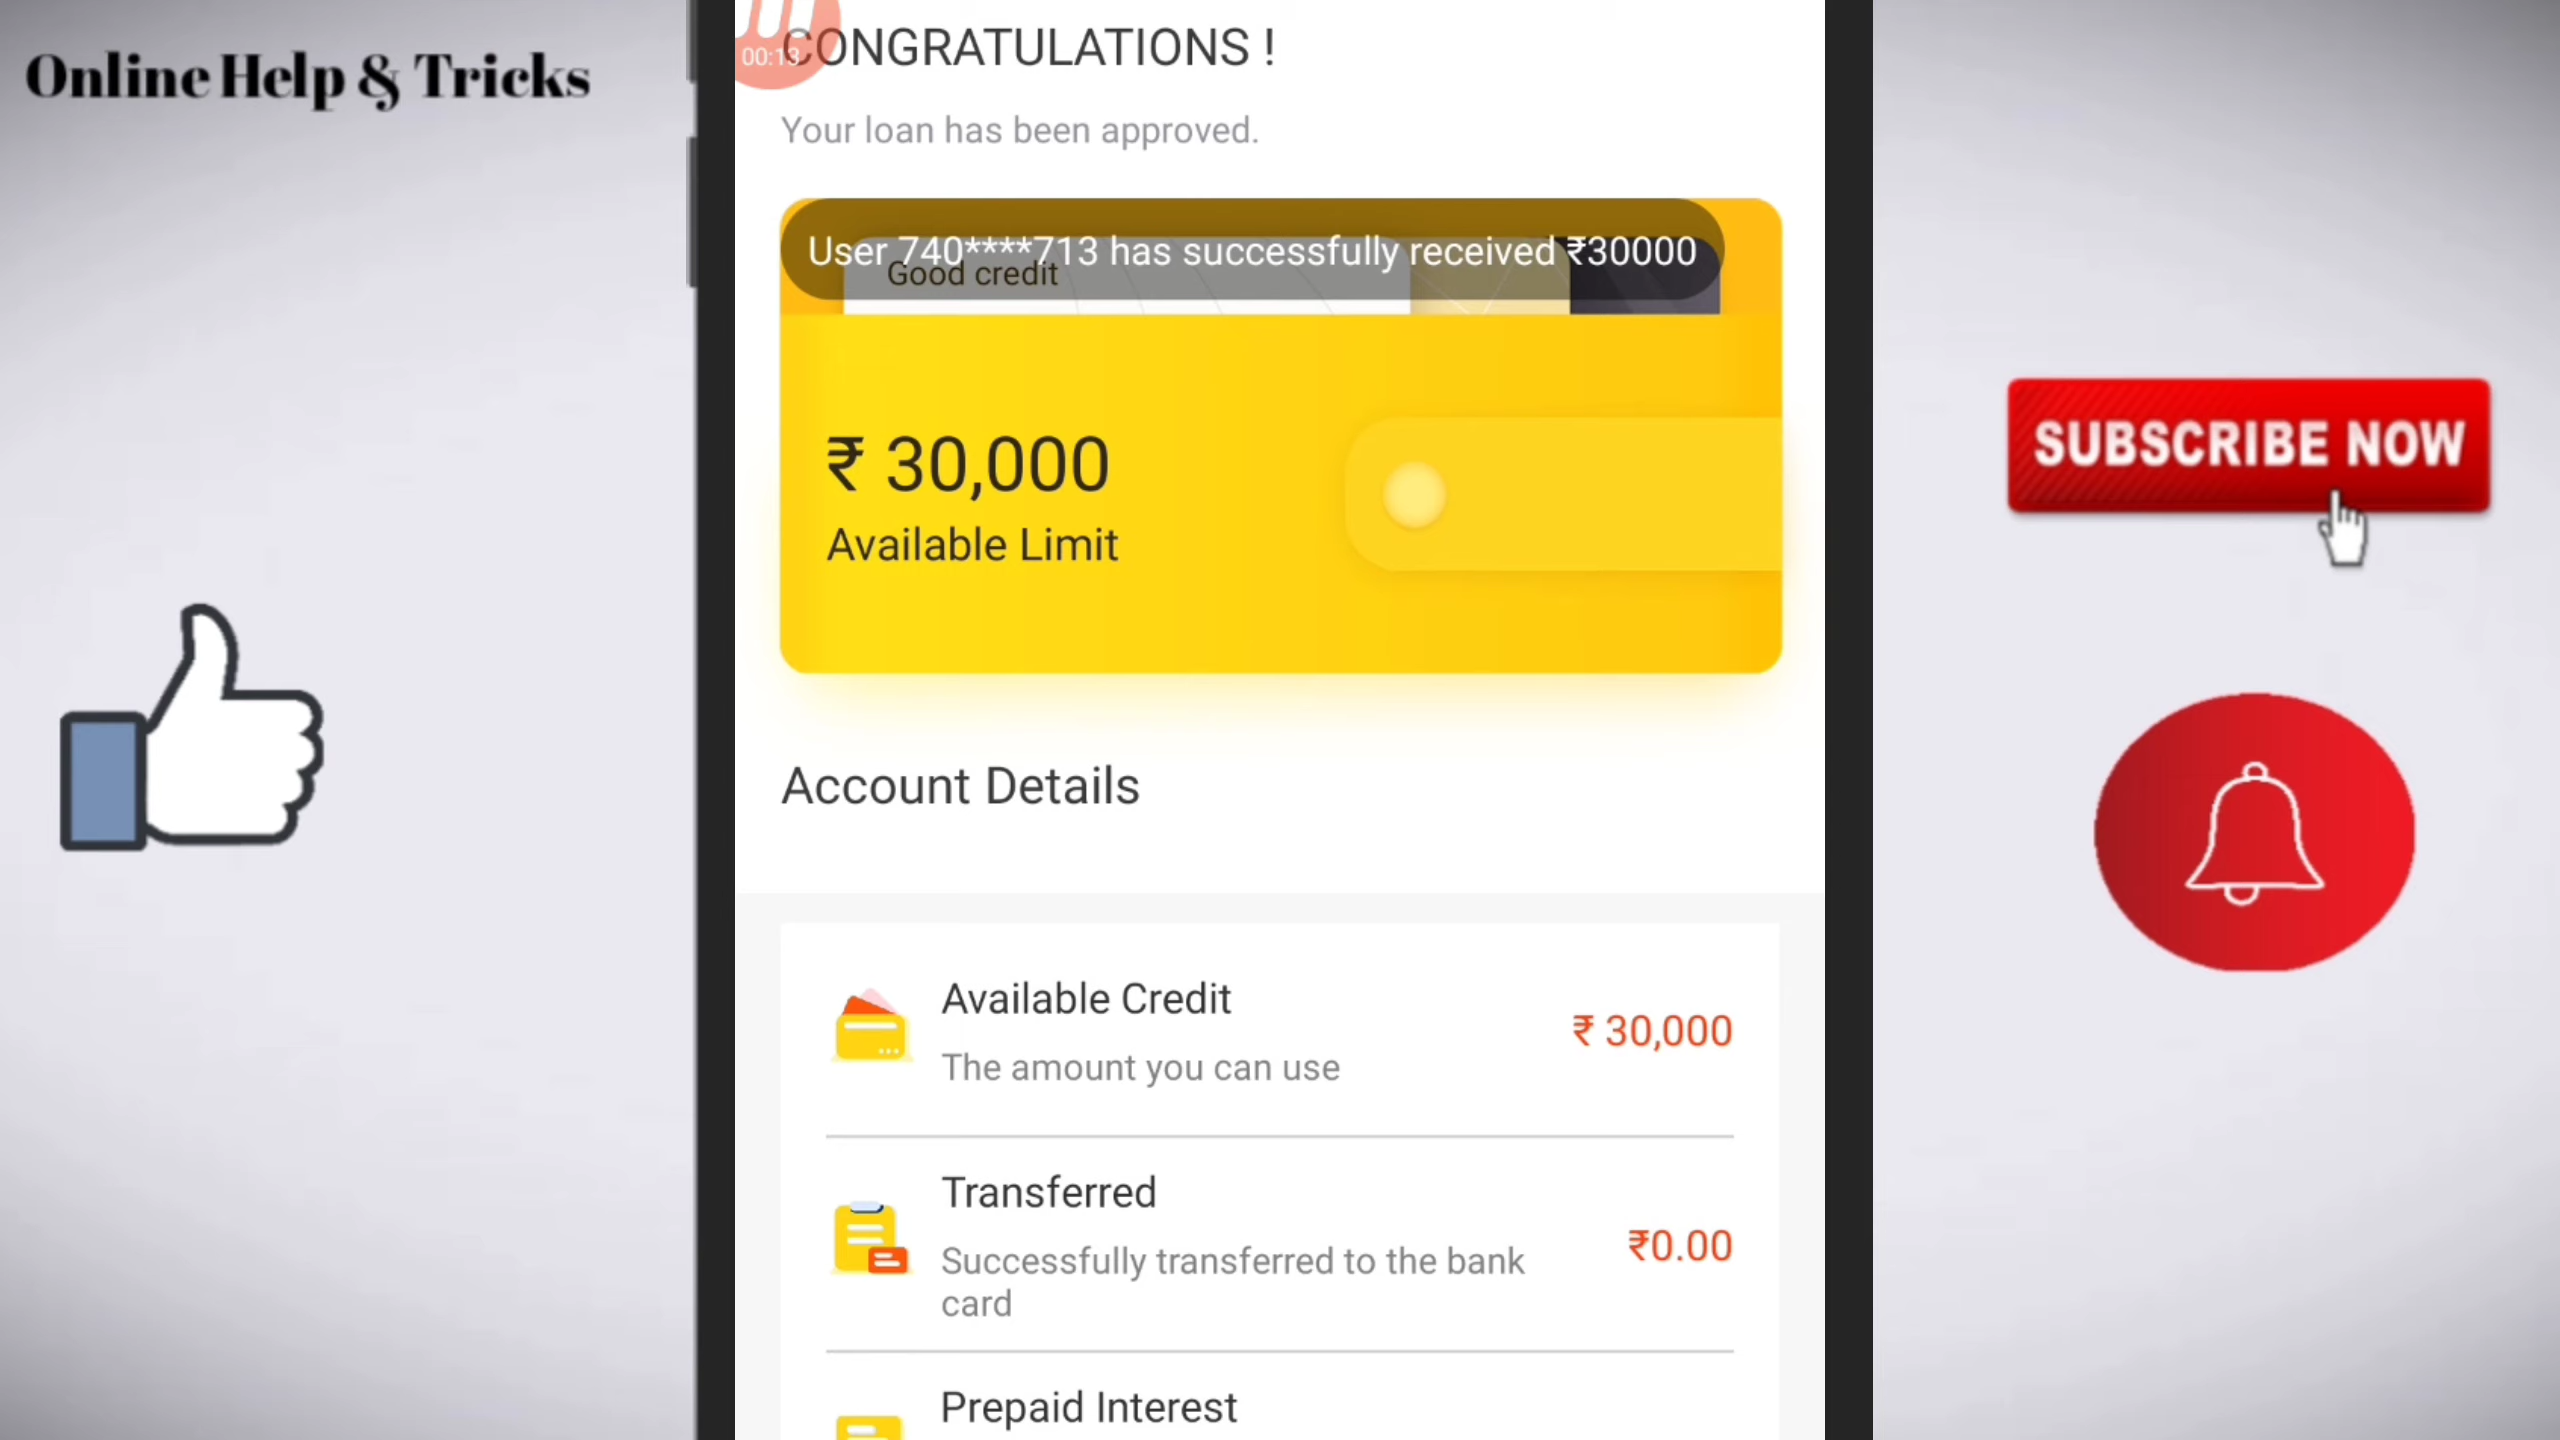 Online Help & Tricks
00:13
CONGRATULATIONS !
Your loan has been approved.
User 740****713 has successfully received ₹30000
Good credit
₹ 30,000
Available Limit
SUBSCRIBE NOW
Account Details
Available Credit
The amount you can use
₹ 30,000
Transferred
Successfully transferred to the bank
card
₹0.00
Prepaid Interest